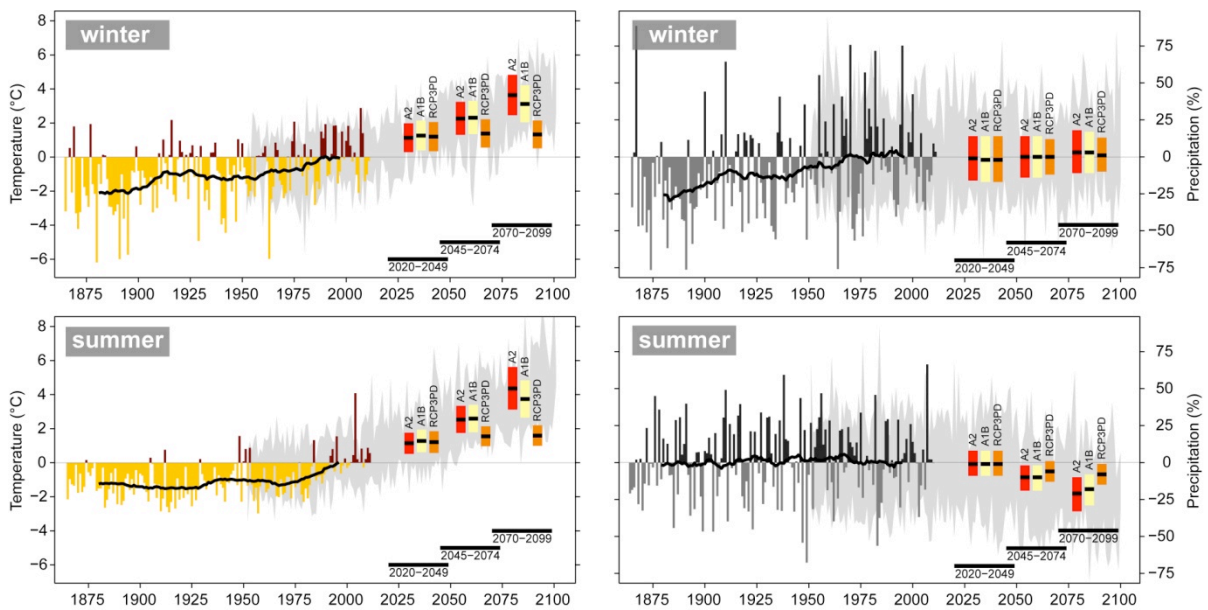 winter
Temperature (°C)
8
6
4
2
0
−2
−4
−6
A2
A1B
RCP3PD
A2
A1B
RCP3PD
A2
A1B
RCP3PD
2070−2099
2045−2074
2020−2049
1875 1900 1925 1950 1975 2000 2025 2050 2075 2100
winter
Precipitation (%)
75
50
25
0
−25
−50
−75
A2
A1B
RCP3PD
A2
A1B
RCP3PD
A2
A1B
RCP3PD
2070−2099
2045−2074
2020−2049
1875 1900 1925 1950 1975 2000 2025 2050 2075 2100
summer
Temperature (°C)
8
6
4
2
0
−2
−4
−6
A2
A1B
RCP3PD
A2
A1B
RCP3PD
A2
A1B
RCP3PD
2070−2099
2045−2074
2020−2049
1875 1900 1925 1950 1975 2000 2025 2050 2075 2100
summer
Precipitation (%)
75
50
25
0
−25
−50
−75
A2
A1B
RCP3PD
A2
A1B
RCP3PD
A2
A1B
RCP3PD
2070−2099
2045−2074
2020−2049
1875 1900 1925 1950 1975 2000 2025 2050 2075 2100